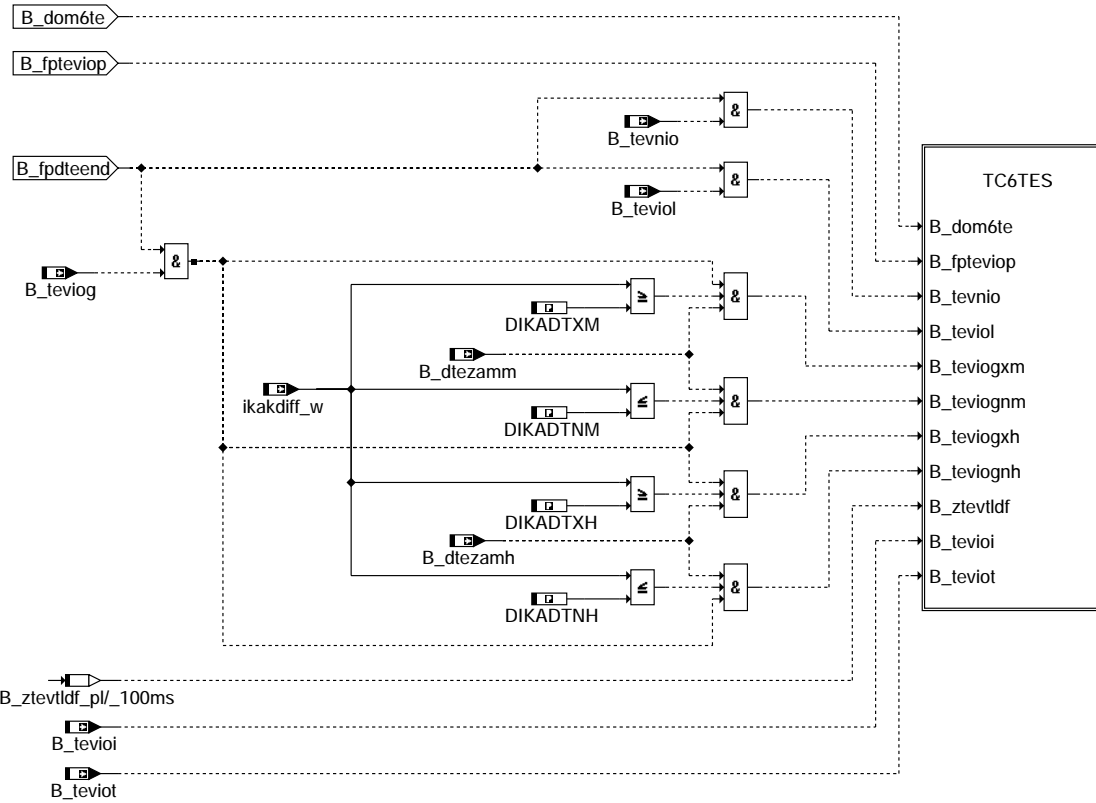 B_dom6te
B_fpteviop
&
B_tevnio
B_fpdteend
&
B_teviol
TC6TES
B_dom6te
B_fpteviop
B_tevnio
B_teviol
B_teviogxm
B_teviognm
B_teviogxh
B_teviognh
B_ztevtldf
B_tevioi
B_teviot
&
B_teviog
≥
&
DIKADTXM
B_dtezamm
ikakdiff_w
≤
&
DIKADTNM
≥
&
DIKADTXH
B_dtezamh
≤
&
DIKADTNH
B_ztevtldf_pl/_100ms
B_tevioi
B_teviot